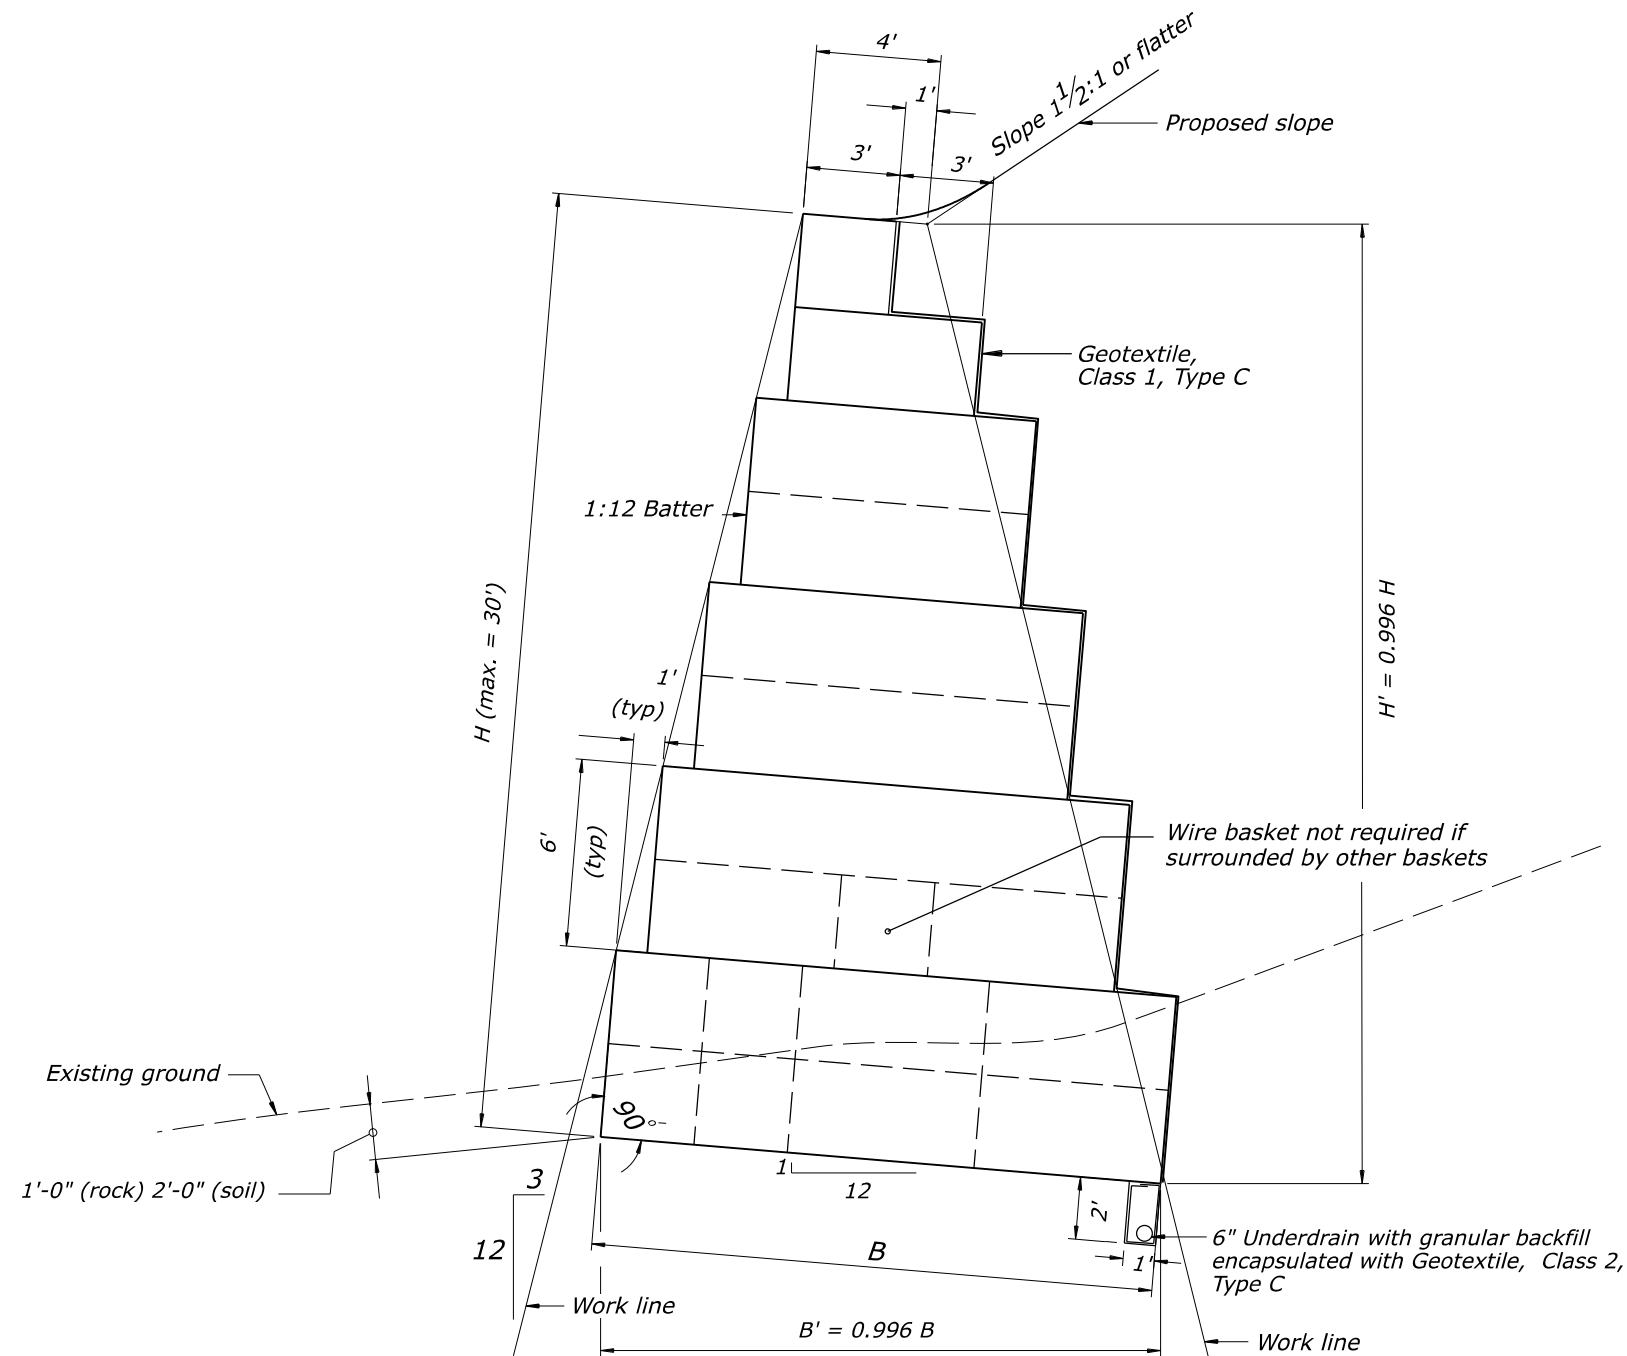 4'
1'
3'
3'
Slope 1 1/2:1 or flatter
Proposed slope
Geotextile,
Class 1, Type C
1:12 Batter
H (max. = 30')
H' = 0.996 H
1'
(typ)
6'
(typ)
Wire basket not required if
surrounded by other baskets
Existing ground
90°
1'-0" (rock) 2'-0" (soil)
3
12
1
12
2'
1'
6" Underdrain with granular backfill
encapsulated with Geotextile, Class 2,
Type C
B
Work line
B' = 0.996 B
Work line